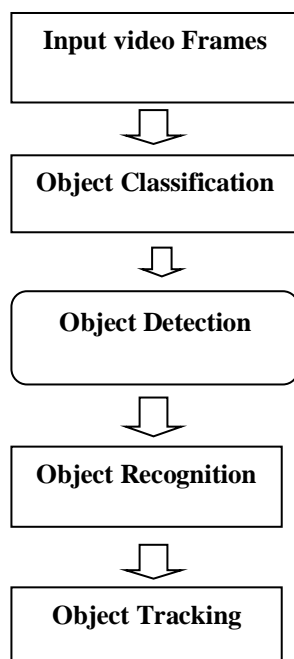 Input video Frames
Object Classification
Object Detection
Object Recognition
Object Tracking